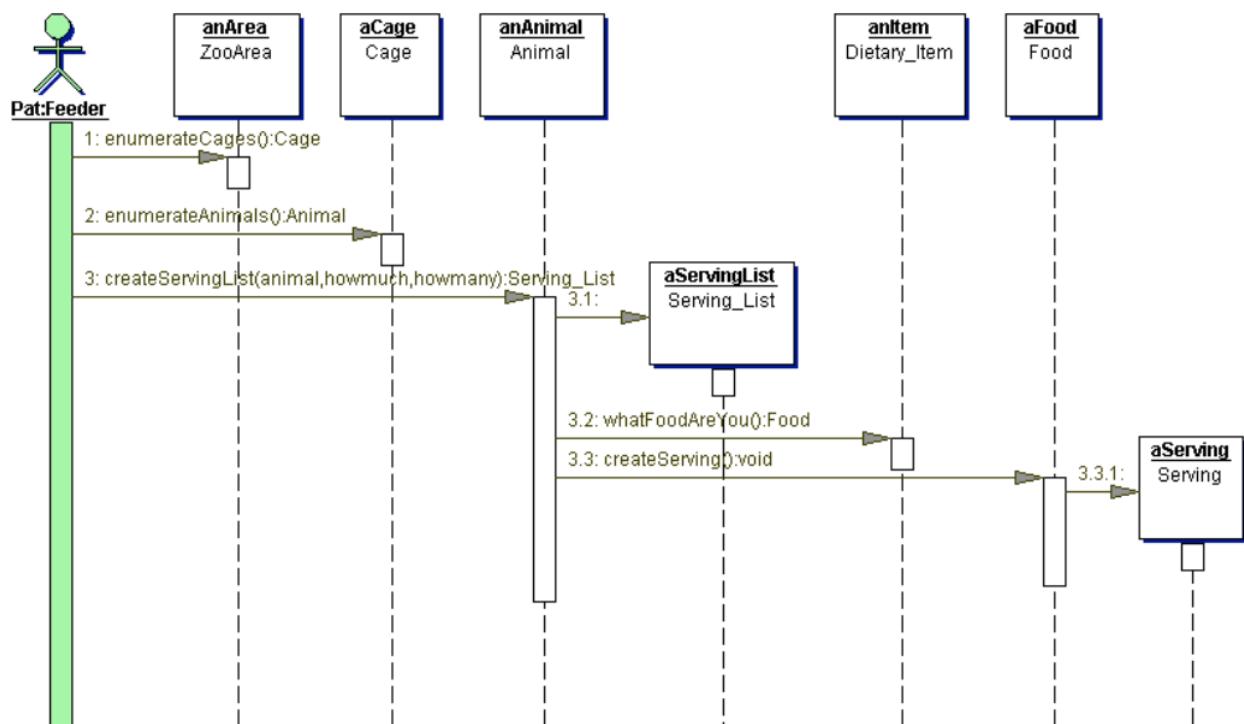 anArea
ZooArea
aCage
Cage
anAnimal
Animal
anItem
Dietary_Item
aFood
Food
Pat:Feeder
1: enumerateCages():Cage
2: enumerateAnimals():Animal
3: createServingList(animal,howmuch,howmany):Serving_List
3.1:
aServingList
Serving_List
3.2: whatFoodAreYou():Food
3.3: createServing():void
3.3.1:
aServing
Serving